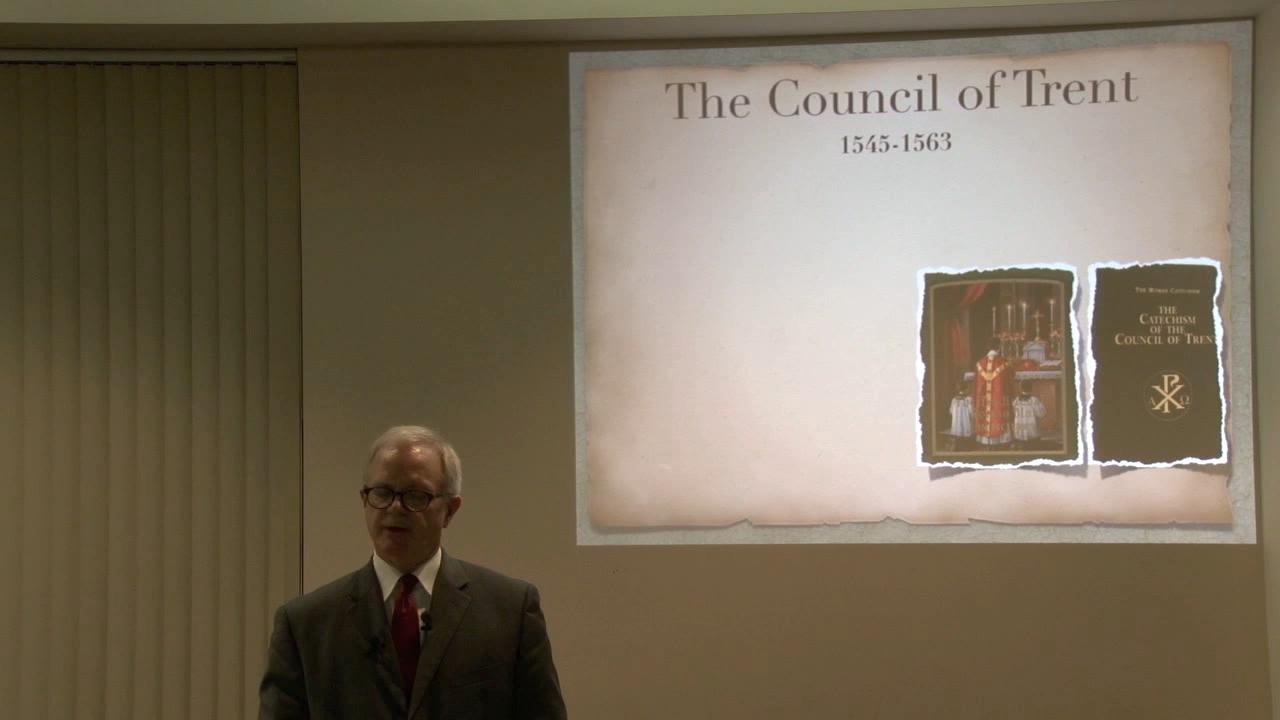 The Council of Trent
1545-1563
THE ROMAN CATECHISM
THE
CATECHISM
OF THE
COUNCIL OF TRENT
Α Ω